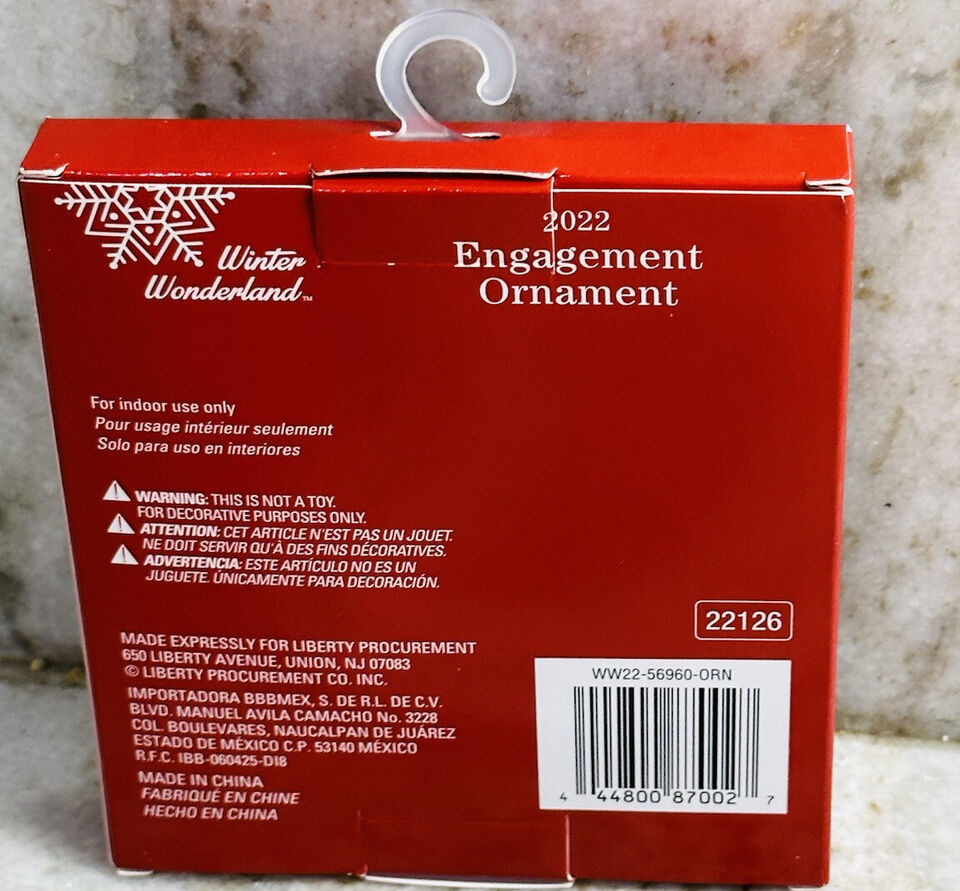 Winter
Wonderland™
2022
Engagement
Ornament
For indoor use only
Pour usage intérieur seulement
Solo para uso en interiores
WARNING: THIS IS NOT A TOY.
FOR DECORATIVE PURPOSES ONLY.
ATTENTION: CET ARTICLE N'EST PAS UN JOUET.
NE DOIT SERVIR QU'À DES FINS DÉCORATIVES.
ADVERTENCIA: ESTE ARTÍCULO NO ES UN
JUGUETE. ÚNICAMENTE PARA DECORACIÓN.
MADE EXPRESSLY FOR LIBERTY PROCUREMENT
650 LIBERTY AVENUE, UNION, NJ 07083
© LIBERTY PROCUREMENT CO. INC.
IMPORTADORA BBBMEX, S. DE R.L. DE C.V.
BLVD. MANUEL AVILA CAMACHO No. 3228
COL. BOULEVARES, NAUCALPAN DE JUÁREZ
ESTADO DE MÉXICO C.P. 53140 MÉXICO
R.F.C. IBB-060425-DI8
MADE IN CHINA
FABRIQUÉ EN CHINE
HECHO EN CHINA
22126
WW22-56960-ORN
4 44800 87002 7